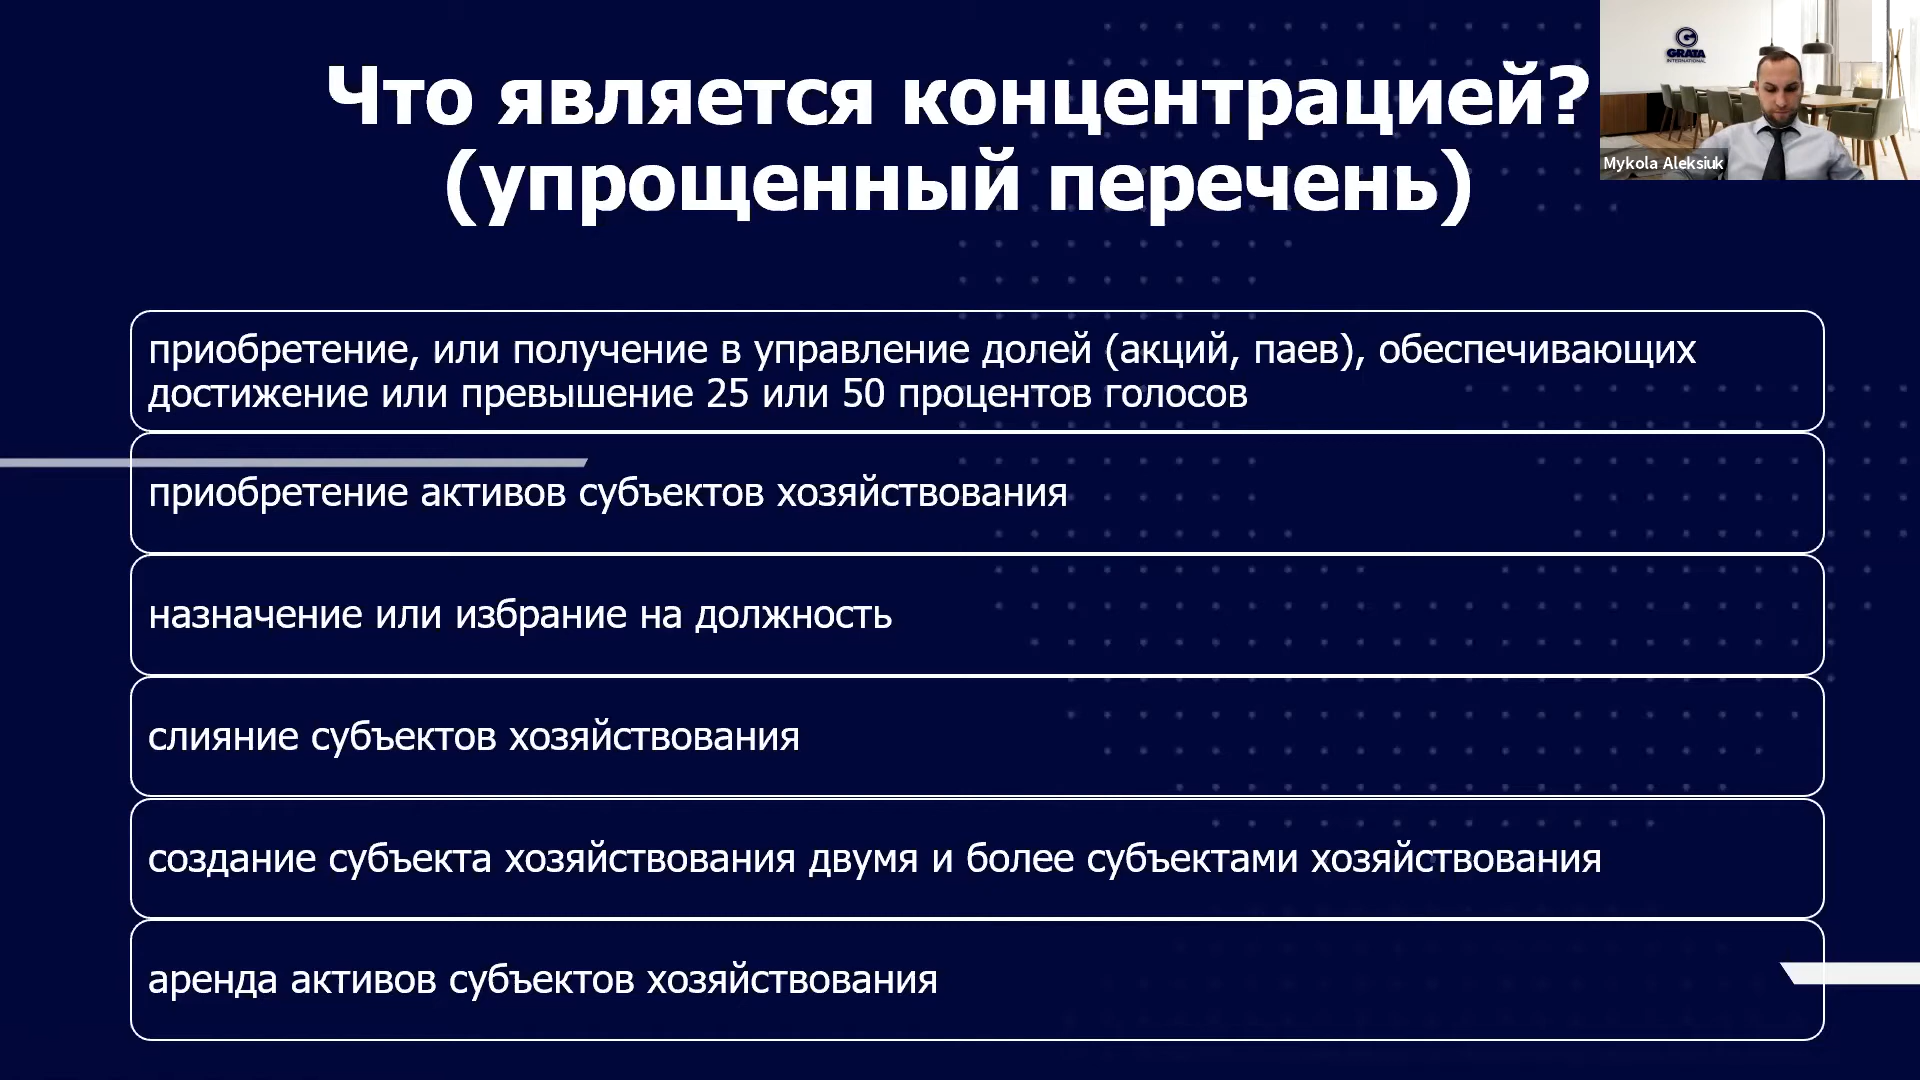 Что является концентрацией?
(упрощенный перечень)
GRATA
INTERNATIONAL
Mykola Aleksiuk
приобретение, или получение в управление долей (акций, паев), обеспечивающих
достижение или превышение 25 или 50 процентов голосов
приобретение активов субъектов хозяйствования
назначение или избрание на должность
слияние субъектов хозяйствования
создание субъекта хозяйствования двумя и более субъектами хозяйствования
аренда активов субъектов хозяйствования